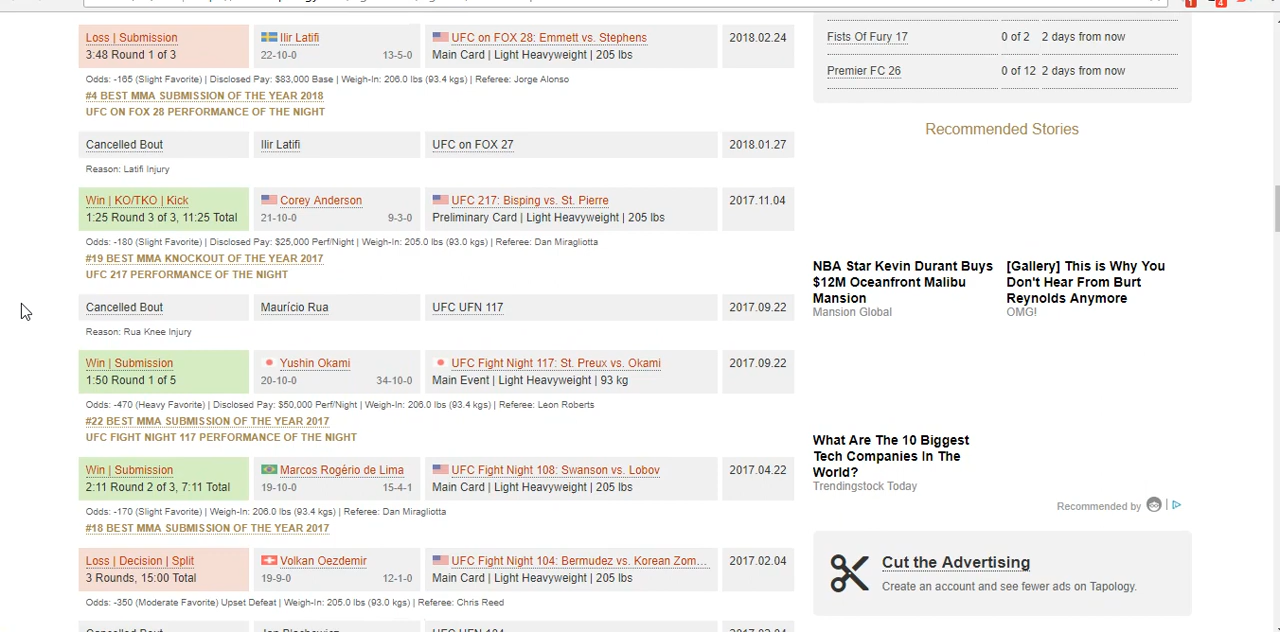 Loss | Submission
3:48 Round 1 of 3
Ilir Latifi
22-10-0 13-5-0
UFC on FOX 28: Emmett vs. Stephens
Main Card | Light Heavyweight | 205 lbs
2018.02.24
Odds: -165 (Slight Favorite) | Disclosed Pay: $83,000 Base | Weigh-In: 206.0 lbs (93.4 kgs) | Referee: Jorge Alonso
#4 BEST MMA SUBMISSION OF THE YEAR 2018
UFC ON FOX 28 PERFORMANCE OF THE NIGHT
Cancelled Bout Ilir Latifi UFC on FOX 27 2018.01.27
Reason: Latifi Injury
Win | KO/TKO | Kick
1:25 Round 3 of 3, 11:25 Total
Corey Anderson
21-10-0 9-3-0
UFC 217: Bisping vs. St. Pierre
Preliminary Card | Light Heavyweight | 205 lbs
2017.11.04
Odds: -180 (Slight Favorite) | Disclosed Pay: $25,000 Perf/Night | Weigh-In: 205.0 lbs (93.0 kgs) | Referee: Dan Miragliotta
#19 BEST MMA KNOCKOUT OF THE YEAR 2017
UFC 217 PERFORMANCE OF THE NIGHT
Cancelled Bout Maurício Rua UFC UFN 117 2017.09.22
Reason: Rua Knee Injury
Win | Submission
1:50 Round 1 of 5
Yushin Okami
20-10-0 34-10-0
UFC Fight Night 117: St. Preux vs. Okami
Main Event | Light Heavyweight | 93 kg
2017.09.22
Odds: -470 (Heavy Favorite) | Disclosed Pay: $50,000 Perf/Night | Weigh-In: 206.0 lbs (93.4 kgs) | Referee: Leon Roberts
#22 BEST MMA SUBMISSION OF THE YEAR 2017
UFC FIGHT NIGHT 117 PERFORMANCE OF THE NIGHT
Win | Submission
2:11 Round 2 of 3, 7:11 Total
Marcos Rogério de Lima
19-10-0 15-4-1
UFC Fight Night 108: Swanson vs. Lobov
Main Card | Light Heavyweight | 205 lbs
2017.04.22
Odds: -170 (Slight Favorite) | Weigh-In: 206.0 lbs (93.4 kgs) | Referee: Dan Miragliotta
#18 BEST MMA SUBMISSION OF THE YEAR 2017
Loss | Decision | Split
3 Rounds, 15:00 Total
Volkan Oezdemir
19-9-0 12-1-0
UFC Fight Night 104: Bermudez vs. Korean Zom...
Main Card | Light Heavyweight | 205 lbs
2017.02.04
Odds: -350 (Moderate Favorite) Upset Defeat | Weigh-In: 205.0 lbs (93.0 kgs) | Referee: Chris Reed
Fists Of Fury 17 0 of 2 2 days from now
Premier FC 26 0 of 12 2 days from now
Recommended Stories
NBA Star Kevin Durant Buys
$12M Oceanfront Malibu
Mansion
Mansion Global
[Gallery] This is Why You
Don't Hear From Burt
Reynolds Anymore
OMG!
What Are The 10 Biggest
Tech Companies In The
World?
Trendingstock Today
Recommended by
Cut the Advertising
Create an account and see fewer ads on Tapology.